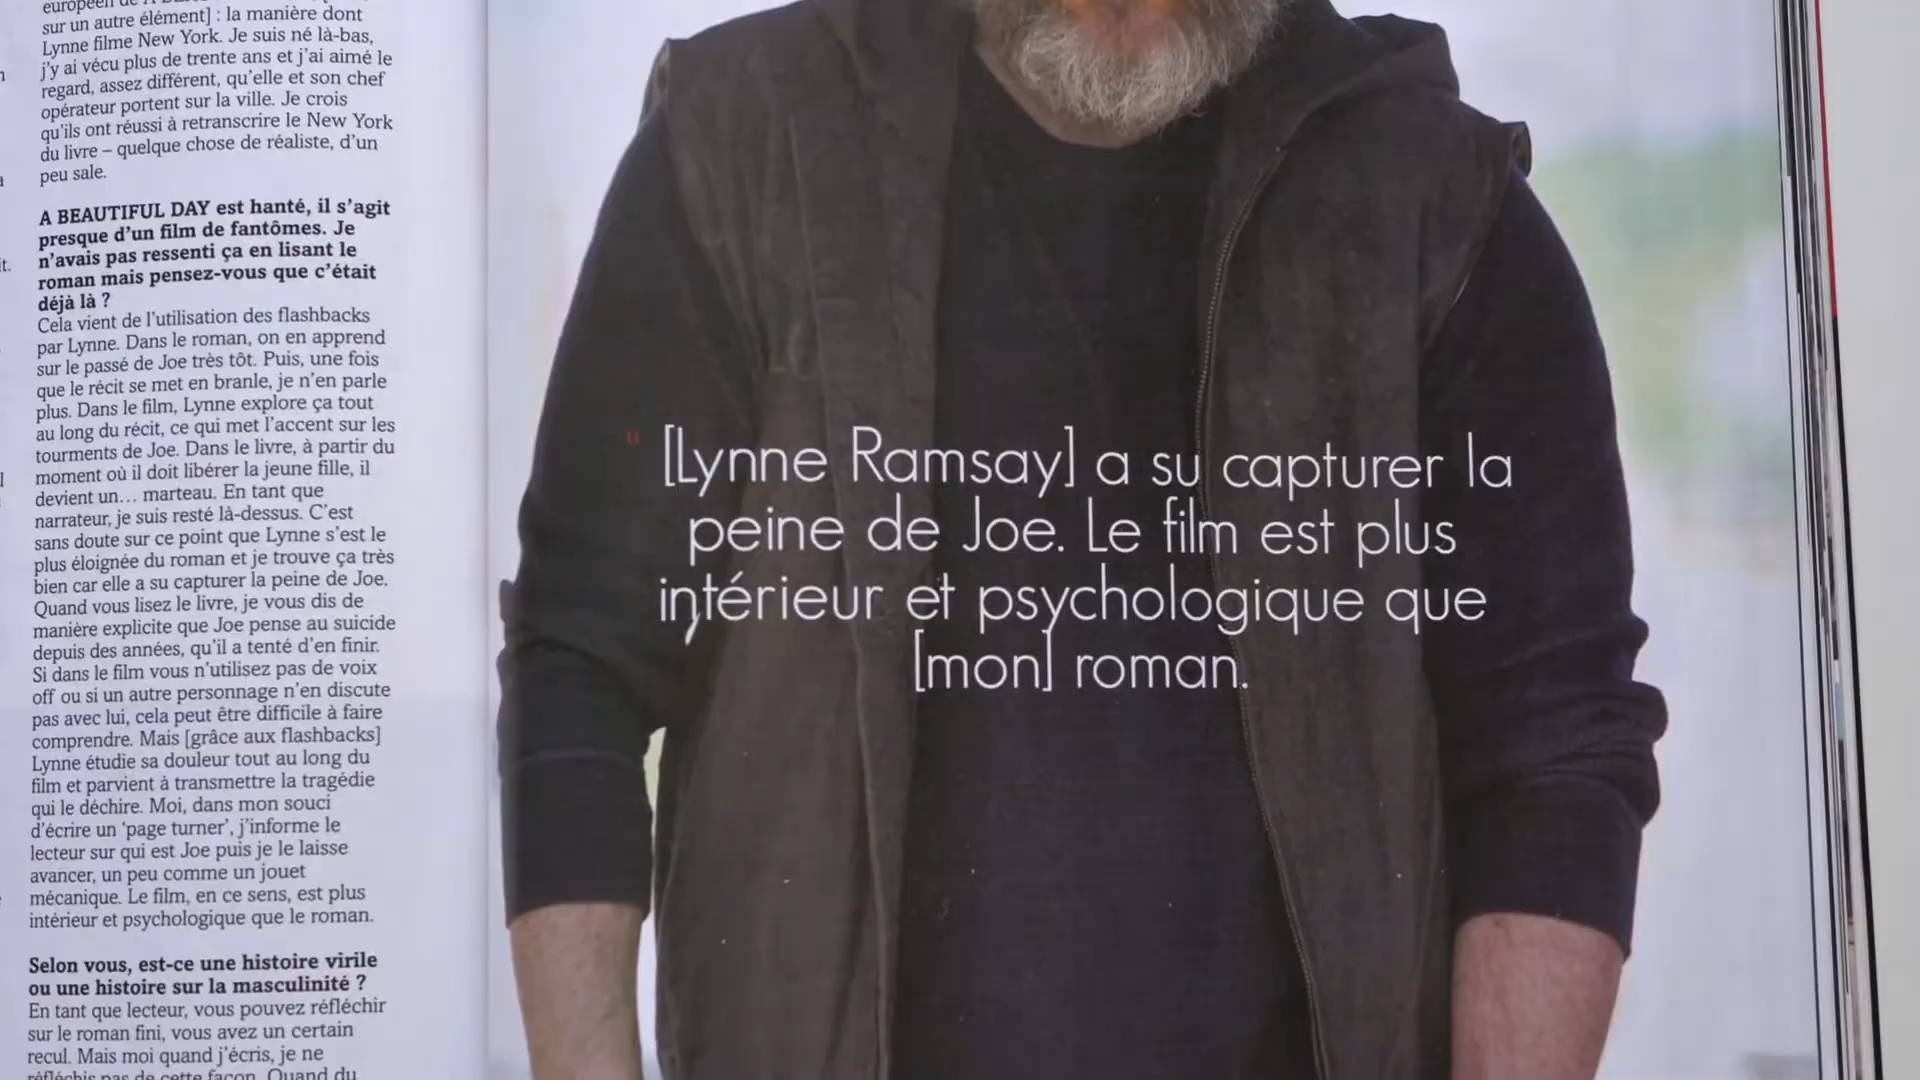 sur un autre élément] : la manière dont
Lynne filme New York. Je suis né là-bas,
j'y ai vécu plus de trente ans et j'ai aimé le
regard, assez différent, qu'elle et son chef
opérateur portent sur la ville. Je crois
qu'ils ont réussi à retranscrire le New York
du livre – quelque chose de réaliste, d'un
peu sale.
A BEAUTIFUL DAY est hanté, il s'agit
presque d'un film de fantômes. Je
n'avais pas ressenti ça en lisant le
roman mais pensez-vous que c'était
déjà là ?
Cela vient de l'utilisation des flashbacks
par Lynne. Dans le roman, on en apprend
sur le passé de Joe très tôt. Puis, une fois
que le récit se met en branle, je n'en parle
plus. Dans le film, Lynne explore ça tout
au long du récit, ce qui met l'accent sur les
tourments de Joe. Dans le livre, à partir du
moment où il doit libérer la jeune fille, il
devient un… marteau. En tant que
narrateur, je suis resté là-dessus. C'est
sans doute sur ce point que Lynne s'est le
plus éloignée du roman et je trouve ça très
bien car elle a su capturer la peine de Joe.
Quand vous lisez le livre, je vous dis de
manière explicite que Joe pense au suicide
depuis des années, qu'il a tenté d'en finir.
Si dans le film vous n'utilisez pas de voix
off ou si un autre personnage n'en discute
pas avec lui, cela peut être difficile à faire
comprendre. Mais [grâce aux flashbacks]
Lynne étudie sa douleur tout au long du
film et parvient à transmettre la tragédie
qui le déchire. Moi, dans mon souci
d'écrire un 'page turner', j'informe le
lecteur sur qui est Joe puis je le laisse
avancer, un peu comme un jouet
mécanique. Le film, en ce sens, est plus
intérieur et psychologique que le roman.
Selon vous, est-ce une histoire virile
ou une histoire sur la masculinité ?
En tant que lecteur, vous pouvez réfléchir
sur le roman fini, vous avez un certain
recul. Mais moi quand j'écris, je ne
réfléchis pas de cette façon. Quand du
" [Lynne Ramsay] a su capturer la
peine de Joe. Le film est plus
intérieur et psychologique que
[mon] roman.